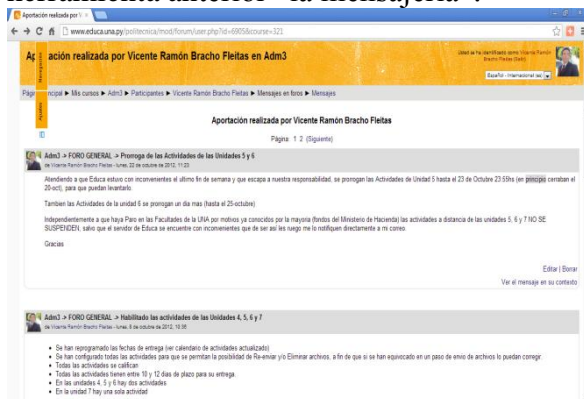 herramienta anterior "la mensajería".
Aportación realizada por V
www.educa.una.py/politecnica/mod/forum/user.php?id=6905&course=321
Ap ación realizada por Vicente Ramón Bracho Fleitas en Adm3
Usted se ha identificado como Vicente Ramón
Bracho Fleitas (Salir)
Español - Internacional (es)
Navegación
Pági ncipal ► Mis cursos ► Adm3 ► Participantes ► Vicente Ramón Bracho Fleitas ► Mensajes en foros ► Mensajes
Ajustes
Aportación realizada por Vicente Ramón Bracho Fleitas
Página: 1 2 (Siguiente)
Adm3 -> FORO GENERAL -> Prorroga de las Actividades de las Unidades 5 y 6
de Vicente Ramón Bracho Fleitas - lunes, 22 de octubre de 2012, 11:23
Atendiendo a que Educa estuvo con inconvenientes el ultimo fin de semana y que escapa a nuestra responsabilidad, se prorrogan las Actividades de Unidad 5 hasta el 23 de Octubre 23:55hs (en principio cerraban el
20-oct), para que puedan levantarlo.
Tambien las Actividades de la unidad 6 se prorrogan un dia mas (hasta el 25-octubre)
Independientemente a que haya Paro en las Facultades de la UNA por motivos ya conocidos por la mayoria (fondos del Ministerio de Hacienda) las actividades a distancia de las unidades 5, 6 y 7 NO SE
SUSPENDEN, salvo que el servidor de Educa se encuentre con inconvenientes que de ser asi les ruego me lo notifiquen directamente a mi correo.
Gracias
Editar | Borrar
Ver el mensaje en su contexto
Adm3 -> FORO GENERAL -> Habilitado las actividades de las Unidades 4, 5, 6 y 7
de Vicente Ramón Bracho Fleitas - lunes, 8 de octubre de 2012, 10:35
• Se han reprogramado las fechas de entrega (ver calendario de actividades actualizado)
• Se han configurado todas las actividades para que se permitan la posibilidad de Re-enviar y/o Eliminar archivos, a fin de que si se han equivocado en un paso de envio de archivos lo puedan corregir.
• Todas las actividades se califican
• Todas las actividades tienen entre 10 y 12 dias de plazo para su entrega.
• En las unidades 4, 5 y 6 hay dos actividades
• En la unidad 7 hay una sola actividad